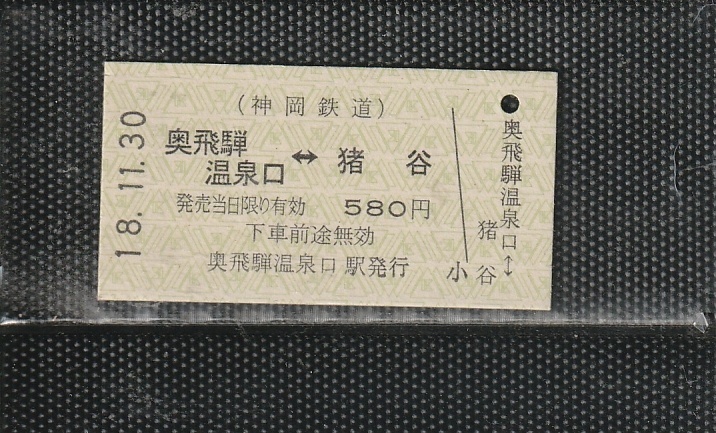 18.11.30
(神岡鉄道)
奥飛騨温泉口↔猪谷
発売当日限り有効 580円
下車前途無効
奥飛騨温泉口駅発行
奥飛騨温泉口↔
猪谷
小